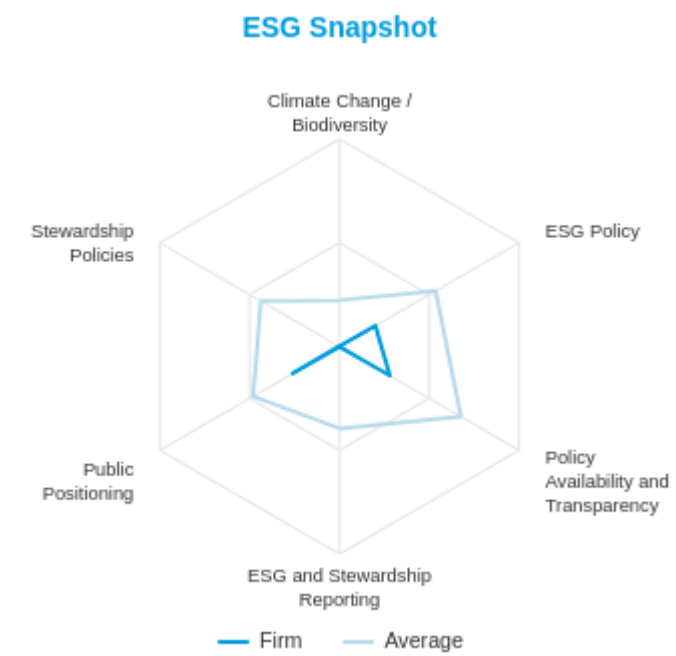 ESG Snapshot
Climate Change /
Biodiversity
Stewardship
Policies
ESG Policy
Public
Positioning
Policy
Availability and
Transparency
ESG and Stewardship
Reporting
Firm
Average